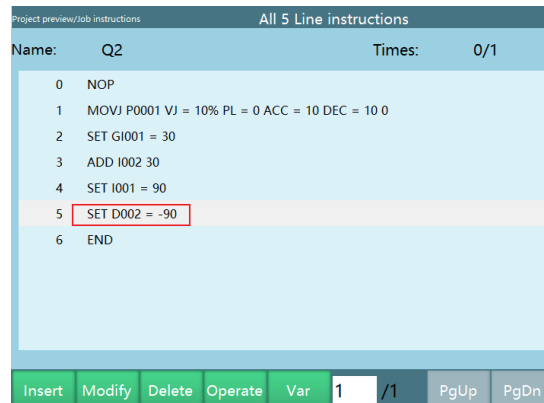 Project preview/Job instructions All 5 Line instructions
Name: Q2 Times: 0/1
0 NOP
1 MOVJ P0001 VJ = 10% PL = 0 ACC = 10 DEC = 10 0
2 SET GI001 = 30
3 ADD I002 30
4 SET I001 = 90
5 SET D002 = -90
6 END
Insert Modify Delete Operate Var 1 /1 PgUp PgDn